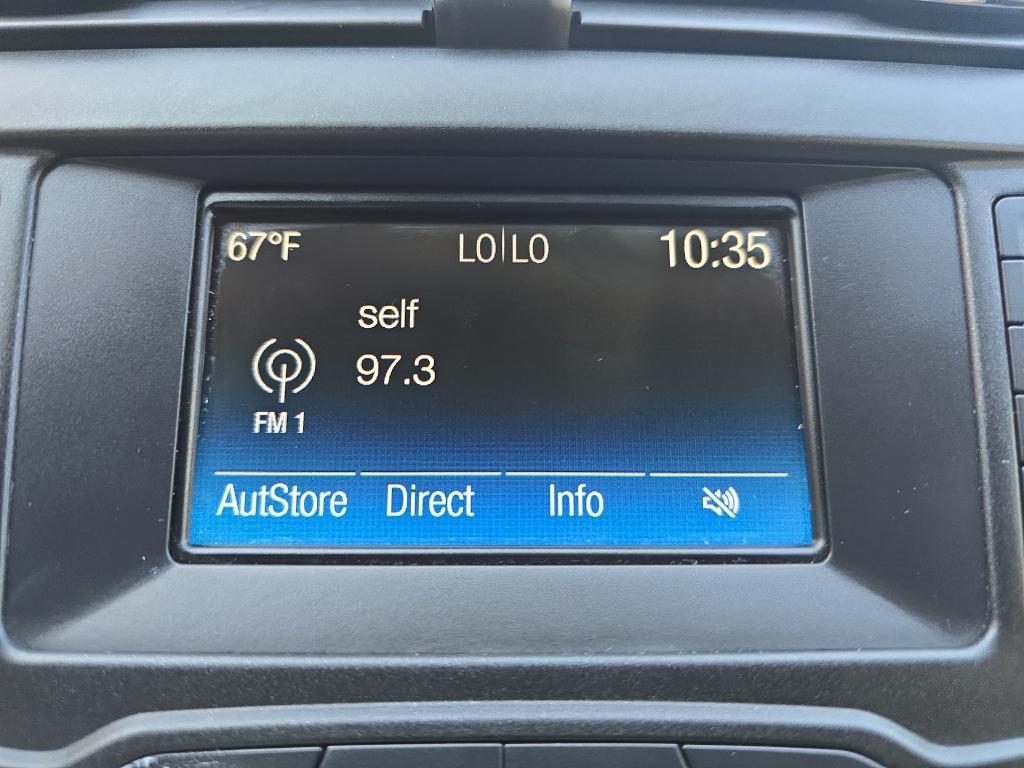 67°F LO|LO 10:35
self
97.3
FM 1
AutStore Direct Info